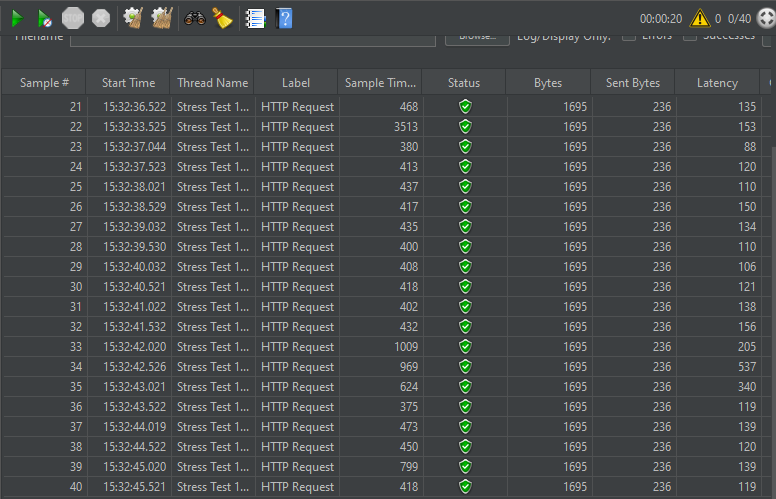 00:00:20 0 0/40
Filename Browse... Log/Display Only: Errors Successes
Sample # Start Time Thread Name Label Sample Tim... Status Bytes Sent Bytes Latency
21 15:32:36.522 Stress Test 1... HTTP Request 468 1695 236 135
22 15:32:33.525 Stress Test 1... HTTP Request 3513 1695 236 153
23 15:32:37.044 Stress Test 1... HTTP Request 380 1695 236 88
24 15:32:37.523 Stress Test 1... HTTP Request 413 1695 236 120
25 15:32:38.021 Stress Test 1... HTTP Request 437 1695 236 110
26 15:32:38.529 Stress Test 1... HTTP Request 417 1695 236 150
27 15:32:39.032 Stress Test 1... HTTP Request 435 1695 236 134
28 15:32:39.530 Stress Test 1... HTTP Request 400 1695 236 110
29 15:32:40.032 Stress Test 1... HTTP Request 408 1695 236 106
30 15:32:40.521 Stress Test 1... HTTP Request 418 1695 236 121
31 15:32:41.022 Stress Test 1... HTTP Request 402 1695 236 138
32 15:32:41.532 Stress Test 1... HTTP Request 432 1695 236 156
33 15:32:42.020 Stress Test 1... HTTP Request 1009 1695 236 205
34 15:32:42.526 Stress Test 1... HTTP Request 969 1695 236 537
35 15:32:43.021 Stress Test 1... HTTP Request 624 1695 236 340
36 15:32:43.522 Stress Test 1... HTTP Request 375 1695 236 119
37 15:32:44.019 Stress Test 1... HTTP Request 473 1695 236 139
38 15:32:44.522 Stress Test 1... HTTP Request 450 1695 236 120
39 15:32:45.020 Stress Test 1... HTTP Request 799 1695 236 139
40 15:32:45.521 Stress Test 1... HTTP Request 418 1695 236 119